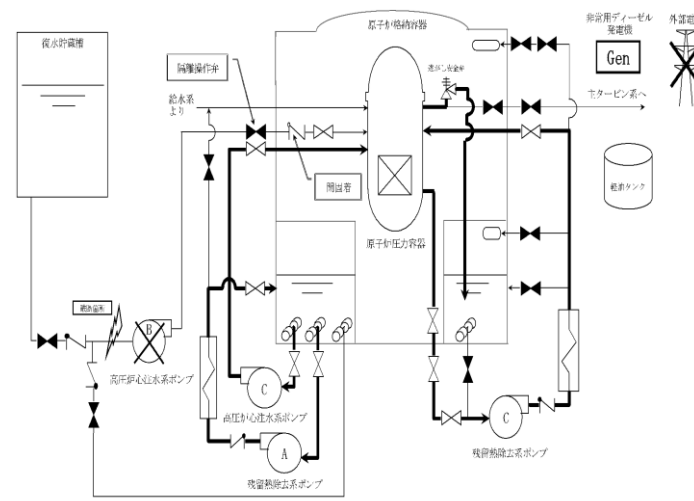 原子炉格納容器
非常用ディーゼル
発電機
外部電
復水貯蔵槽
隔離操作弁
逃がし安全弁
Gen
給水系
より
主タービン系へ
開固着
軽油タンク
原子炉圧力容器
B
高圧炉心注水系ポンプ
C
高圧炉心注水系ポンプ
C
A
残留熱除去系ポンプ
残留熱除去系ポンプ